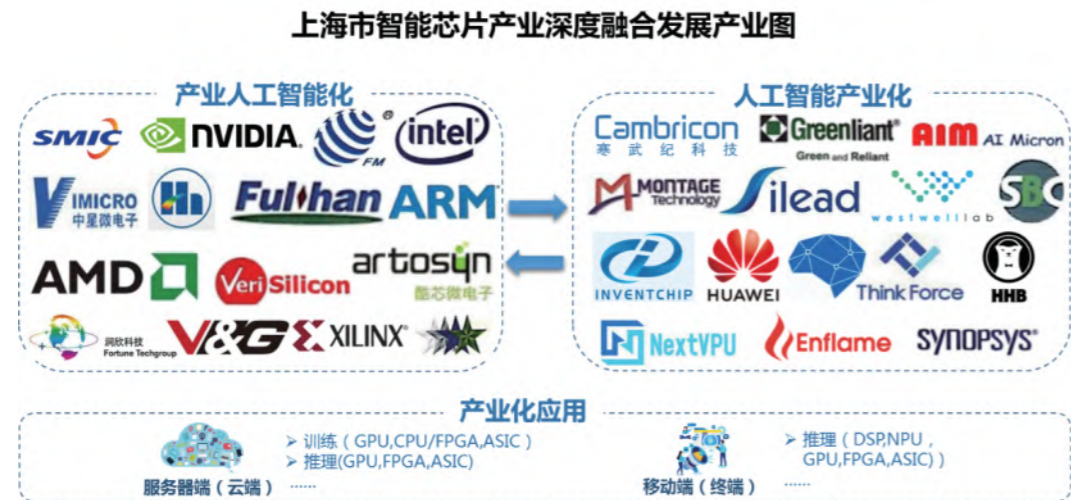 上海市智能芯片产业深度融合发展产业图
产业人工智能化
SMIC
NVIDIA.
® FM
intel
VIMICRO
中星微电子
Fullhan
ARM®
AMD
VeriSilicon
artosyn
酷芯微电子
润欣科技
Fortune Techgroup
V&G
XILINX®
人工智能产业化
Cambricon
寒武纪科技
Greenliant®
Green and Reliant
AIM AI Micron
MONTAGE
Technology
Silead
westwell lab
SBC
INVENTCHIP
HUAWEI
ThinkForce
HHB
NextVPU
Enflame
SYNOPSYS®
产业化应用
➢ 训练（GPU,CPU/FPGA,ASIC）
➢ 推理(GPU,FPGA,ASIC)
服务器端（云端） ······
➢ 推理（DSP,NPU，
GPU,FPGA,ASIC)）
移动端（终端） ······